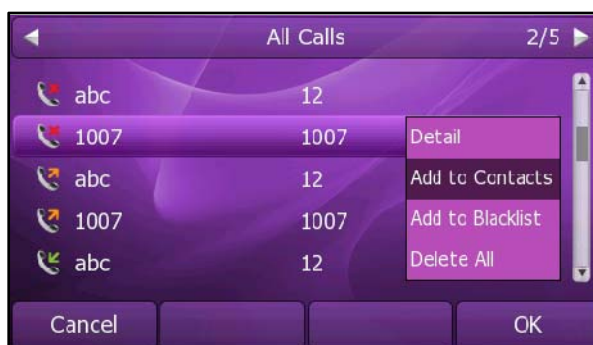 All Calls 2/5
abc 12
1007 1007
abc 12
1007 1007
abc 12
Detail
Add to Contacts
Add to Blacklist
Delete All
Cancel OK